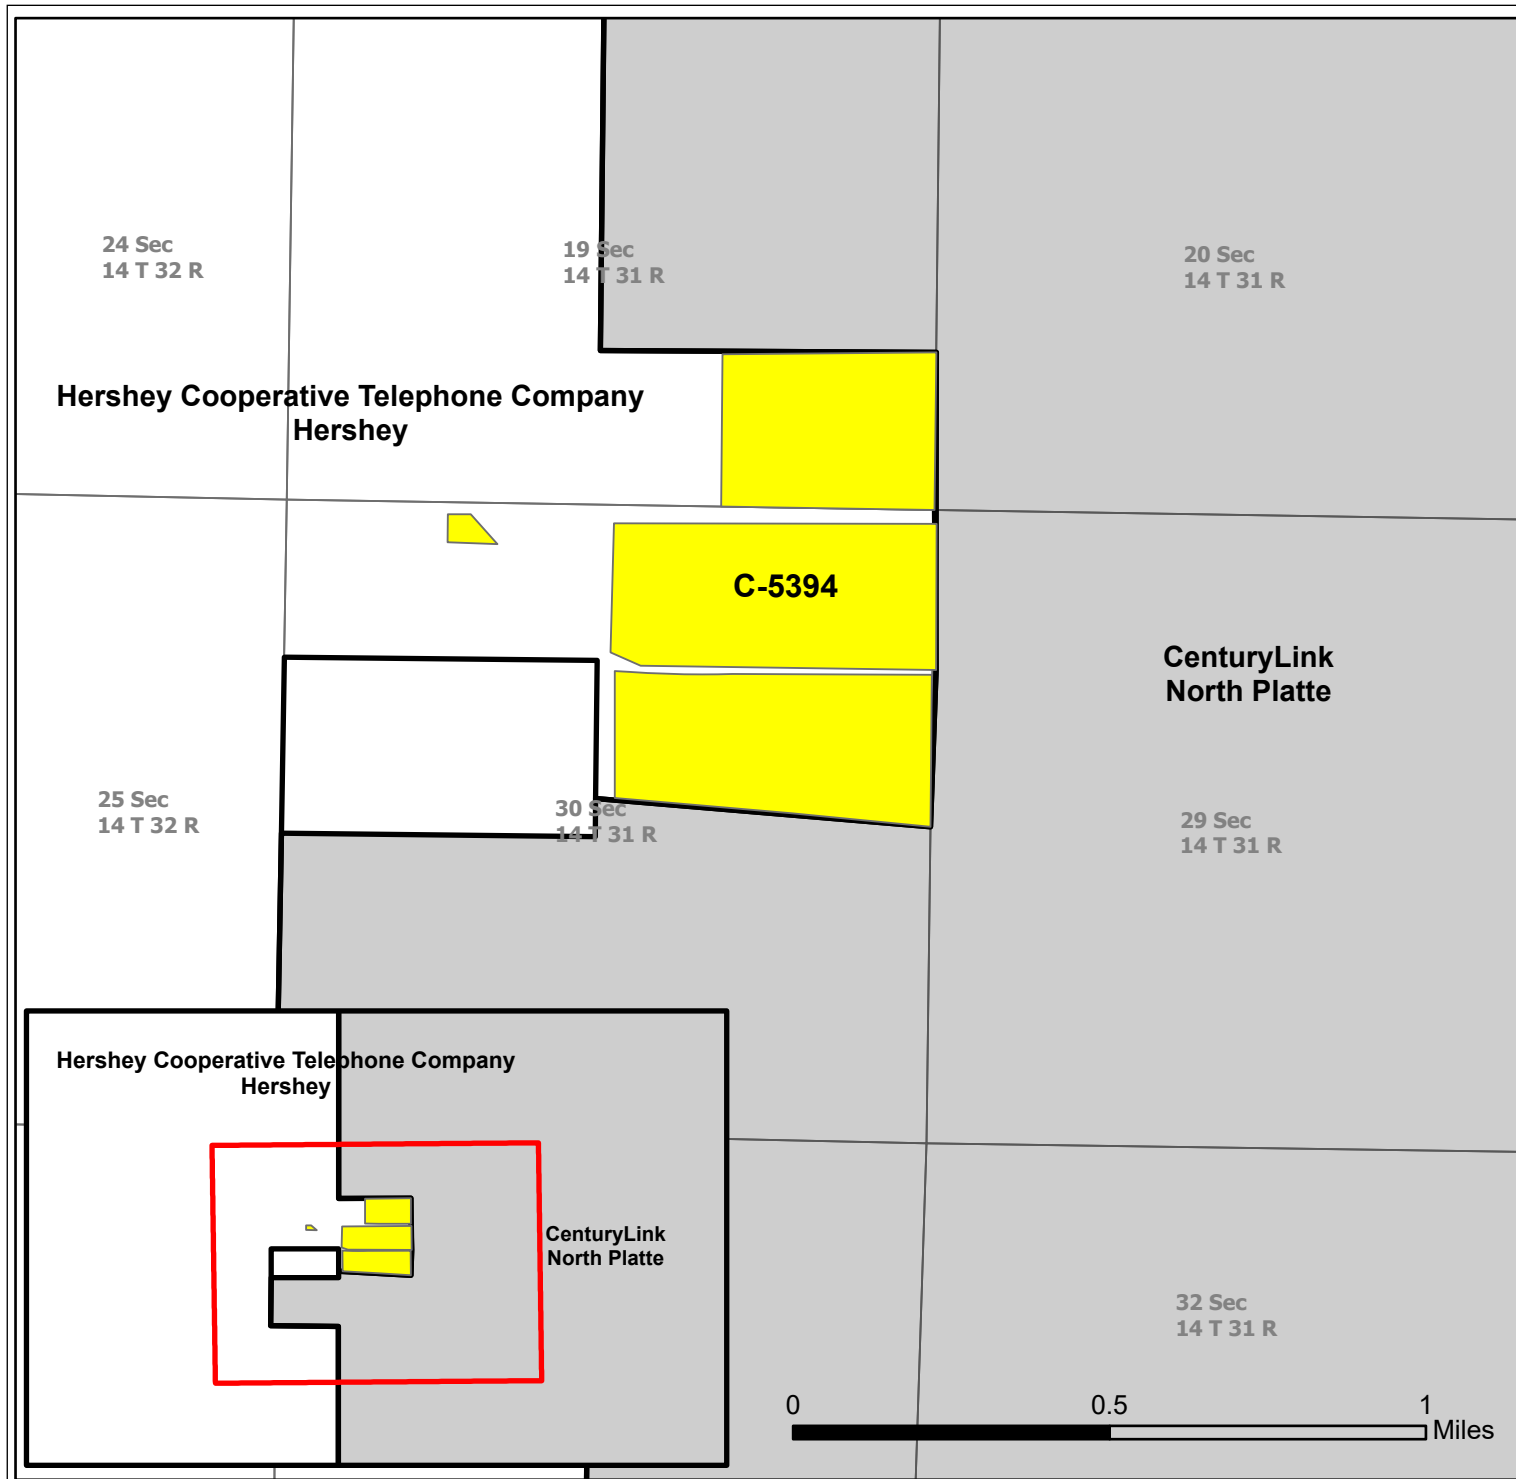 24 Sec
14 T 32 R
19 Sec
14 T 31 R
20 Sec
14 T 31 R
Hershey Cooperative Telephone Company
Hershey
C-5394
CenturyLink
North Platte
25 Sec
14 T 32 R
30 Sec
14 T 31 R
29 Sec
14 T 31 R
Hershey Cooperative Telephone Company
Hershey
CenturyLink
North Platte
32 Sec
14 T 31 R
0 0.5 1
Miles